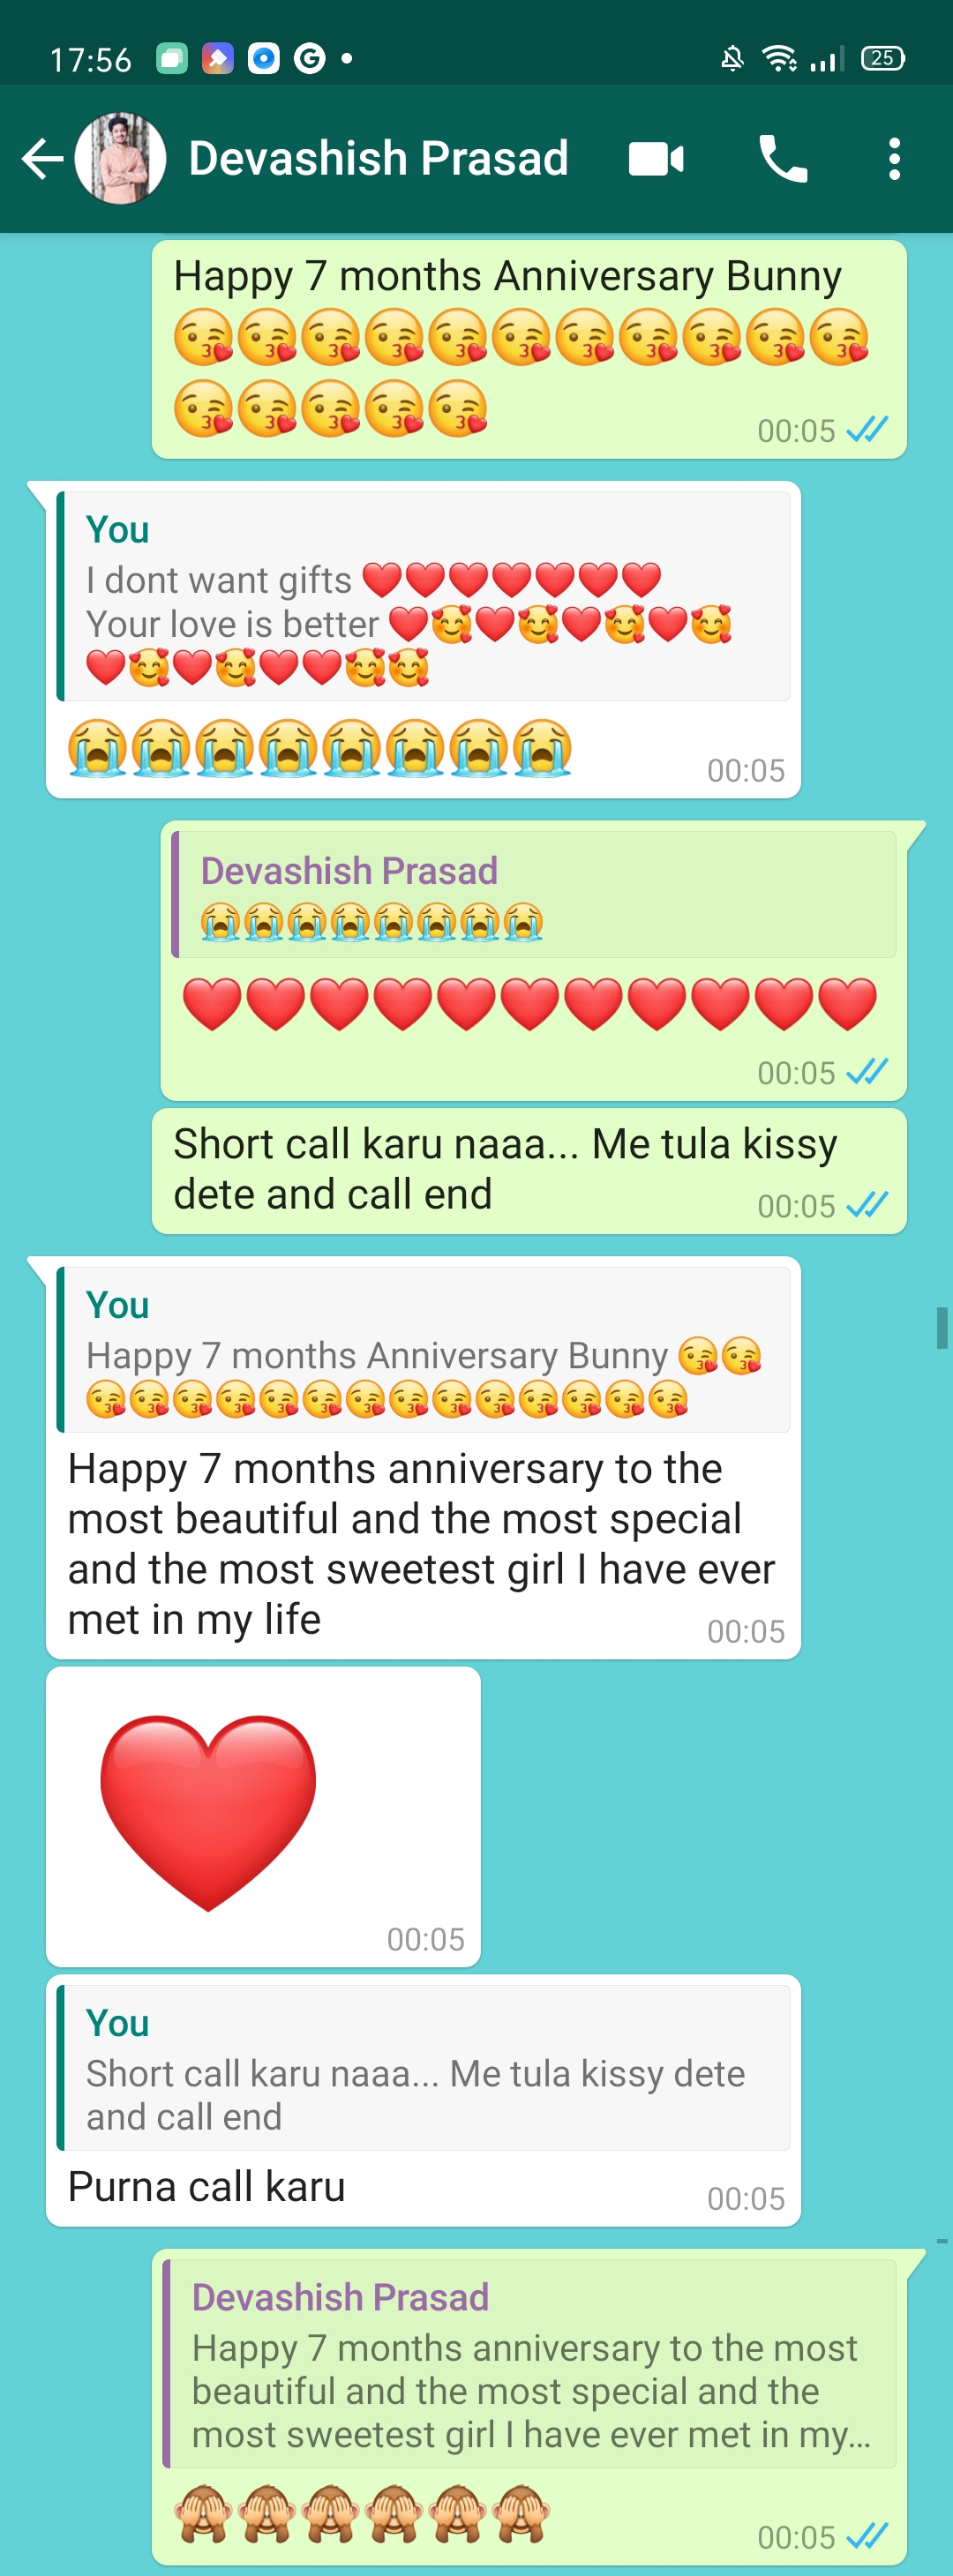 17:56
25
Devashish Prasad
Happy 7 months Anniversary Bunny
😘😘😘😘😘😘😘😘😘😘😘
😘😘😘😘😘
00:05
You
I dont want gifts ❤️❤️❤️❤️❤️❤️❤️
Your love is better ❤️🥰❤️🥰❤️🥰❤️🥰
❤️🥰❤️🥰❤️❤️🥰🥰
😭😭😭😭😭😭😭😭
00:05
Devashish Prasad
😭😭😭😭😭😭😭😭
❤️❤️❤️❤️❤️❤️❤️❤️❤️❤️❤️
00:05
Short call karu naaa... Me tula kissy
dete and call end
00:05
You
Happy 7 months Anniversary Bunny 😘😘
😘😘😘😘😘😘😘😘😘😘😘😘😘😘
Happy 7 months anniversary to the
most beautiful and the most special
and the most sweetest girl I have ever
met in my life
00:05
❤️
00:05
You
Short call karu naaa... Me tula kissy dete
and call end
Purna call karu
00:05
Devashish Prasad
Happy 7 months anniversary to the most
beautiful and the most special and the
most sweetest girl I have ever met in my...
🙈🙈🙈🙈🙈🙈
00:05